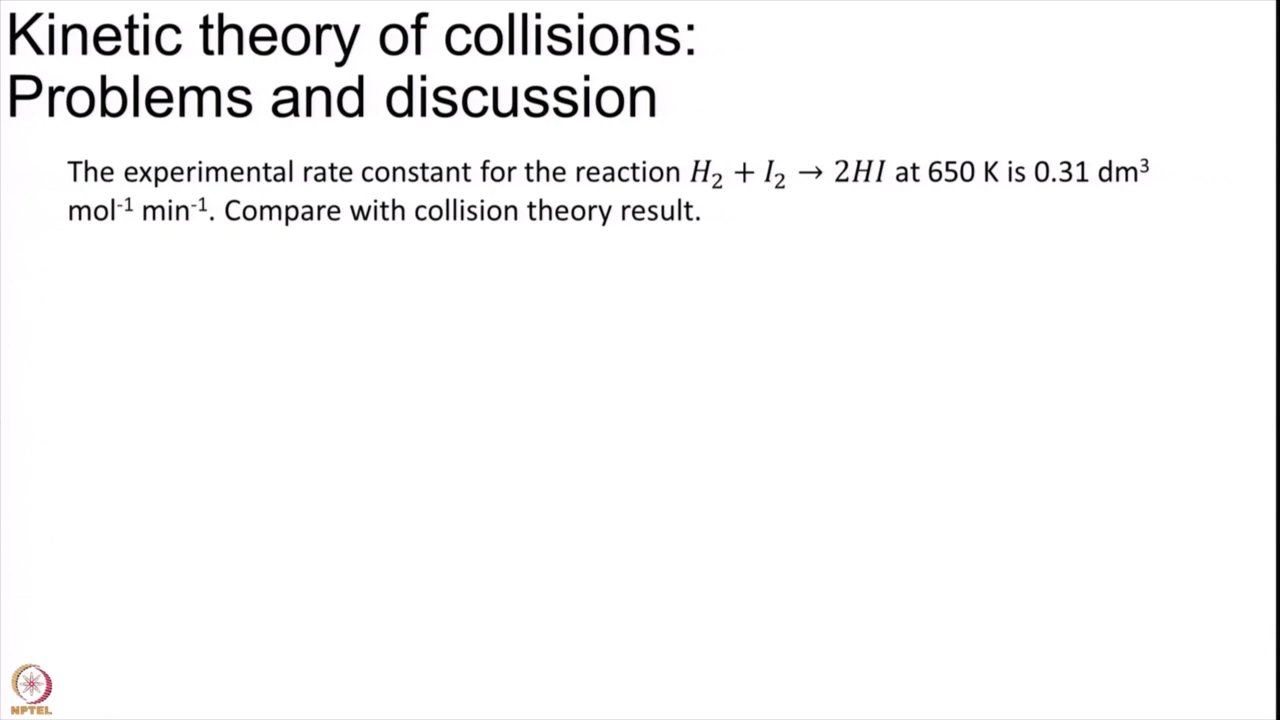 Kinetic theory of collisions:
Problems and discussion
The experimental rate constant for the reaction H₂ + I₂ → 2HI at 650 K is 0.31 dm³
mol⁻¹ min⁻¹. Compare with collision theory result.
NPTEL